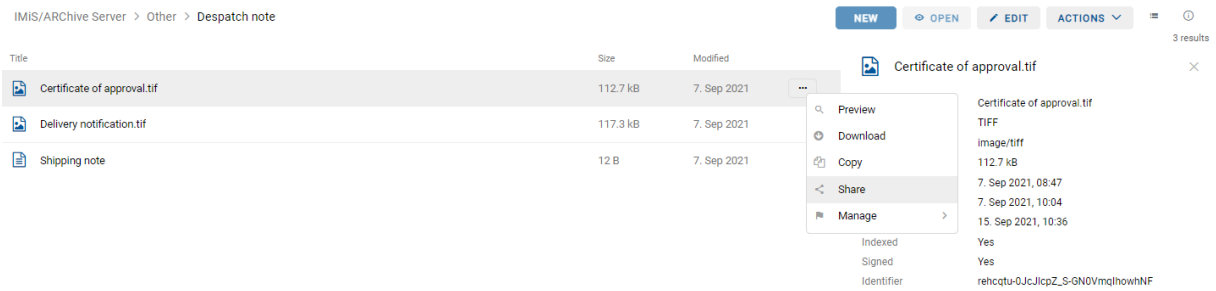 IMiS/ARChive Server > Other > Despatch note
NEW OPEN EDIT ACTIONS
3 results
Title Size Modified
Certificate of approval.tif 112.7 kB 7. Sep 2021 ...
Delivery notification.tif 117.3 kB 7. Sep 2021
Shipping note 12 B 7. Sep 2021
Preview
Download
Copy
Share
Manage >
Certificate of approval.tif
Certificate of approval.tif
TIFF
image/tiff
112.7 kB
7. Sep 2021, 08:47
7. Sep 2021, 10:04
15. Sep 2021, 10:36
Indexed Yes
Signed Yes
Identifier rehcqtu-0JcJlcpZ_S-GN0VmqIhowhNF